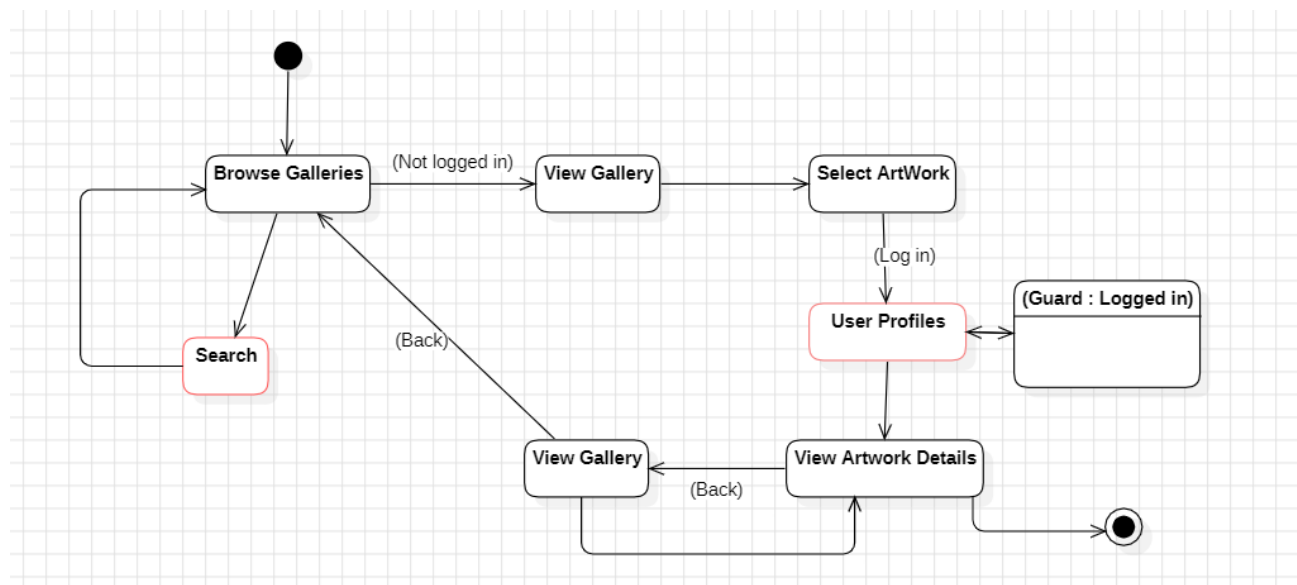 Browse Galleries
(Not logged in)
View Gallery
Select ArtWork
(Log in)
(Guard : Logged in)
User Profiles
Search
(Back)
View Gallery
(Back)
View Artwork Details